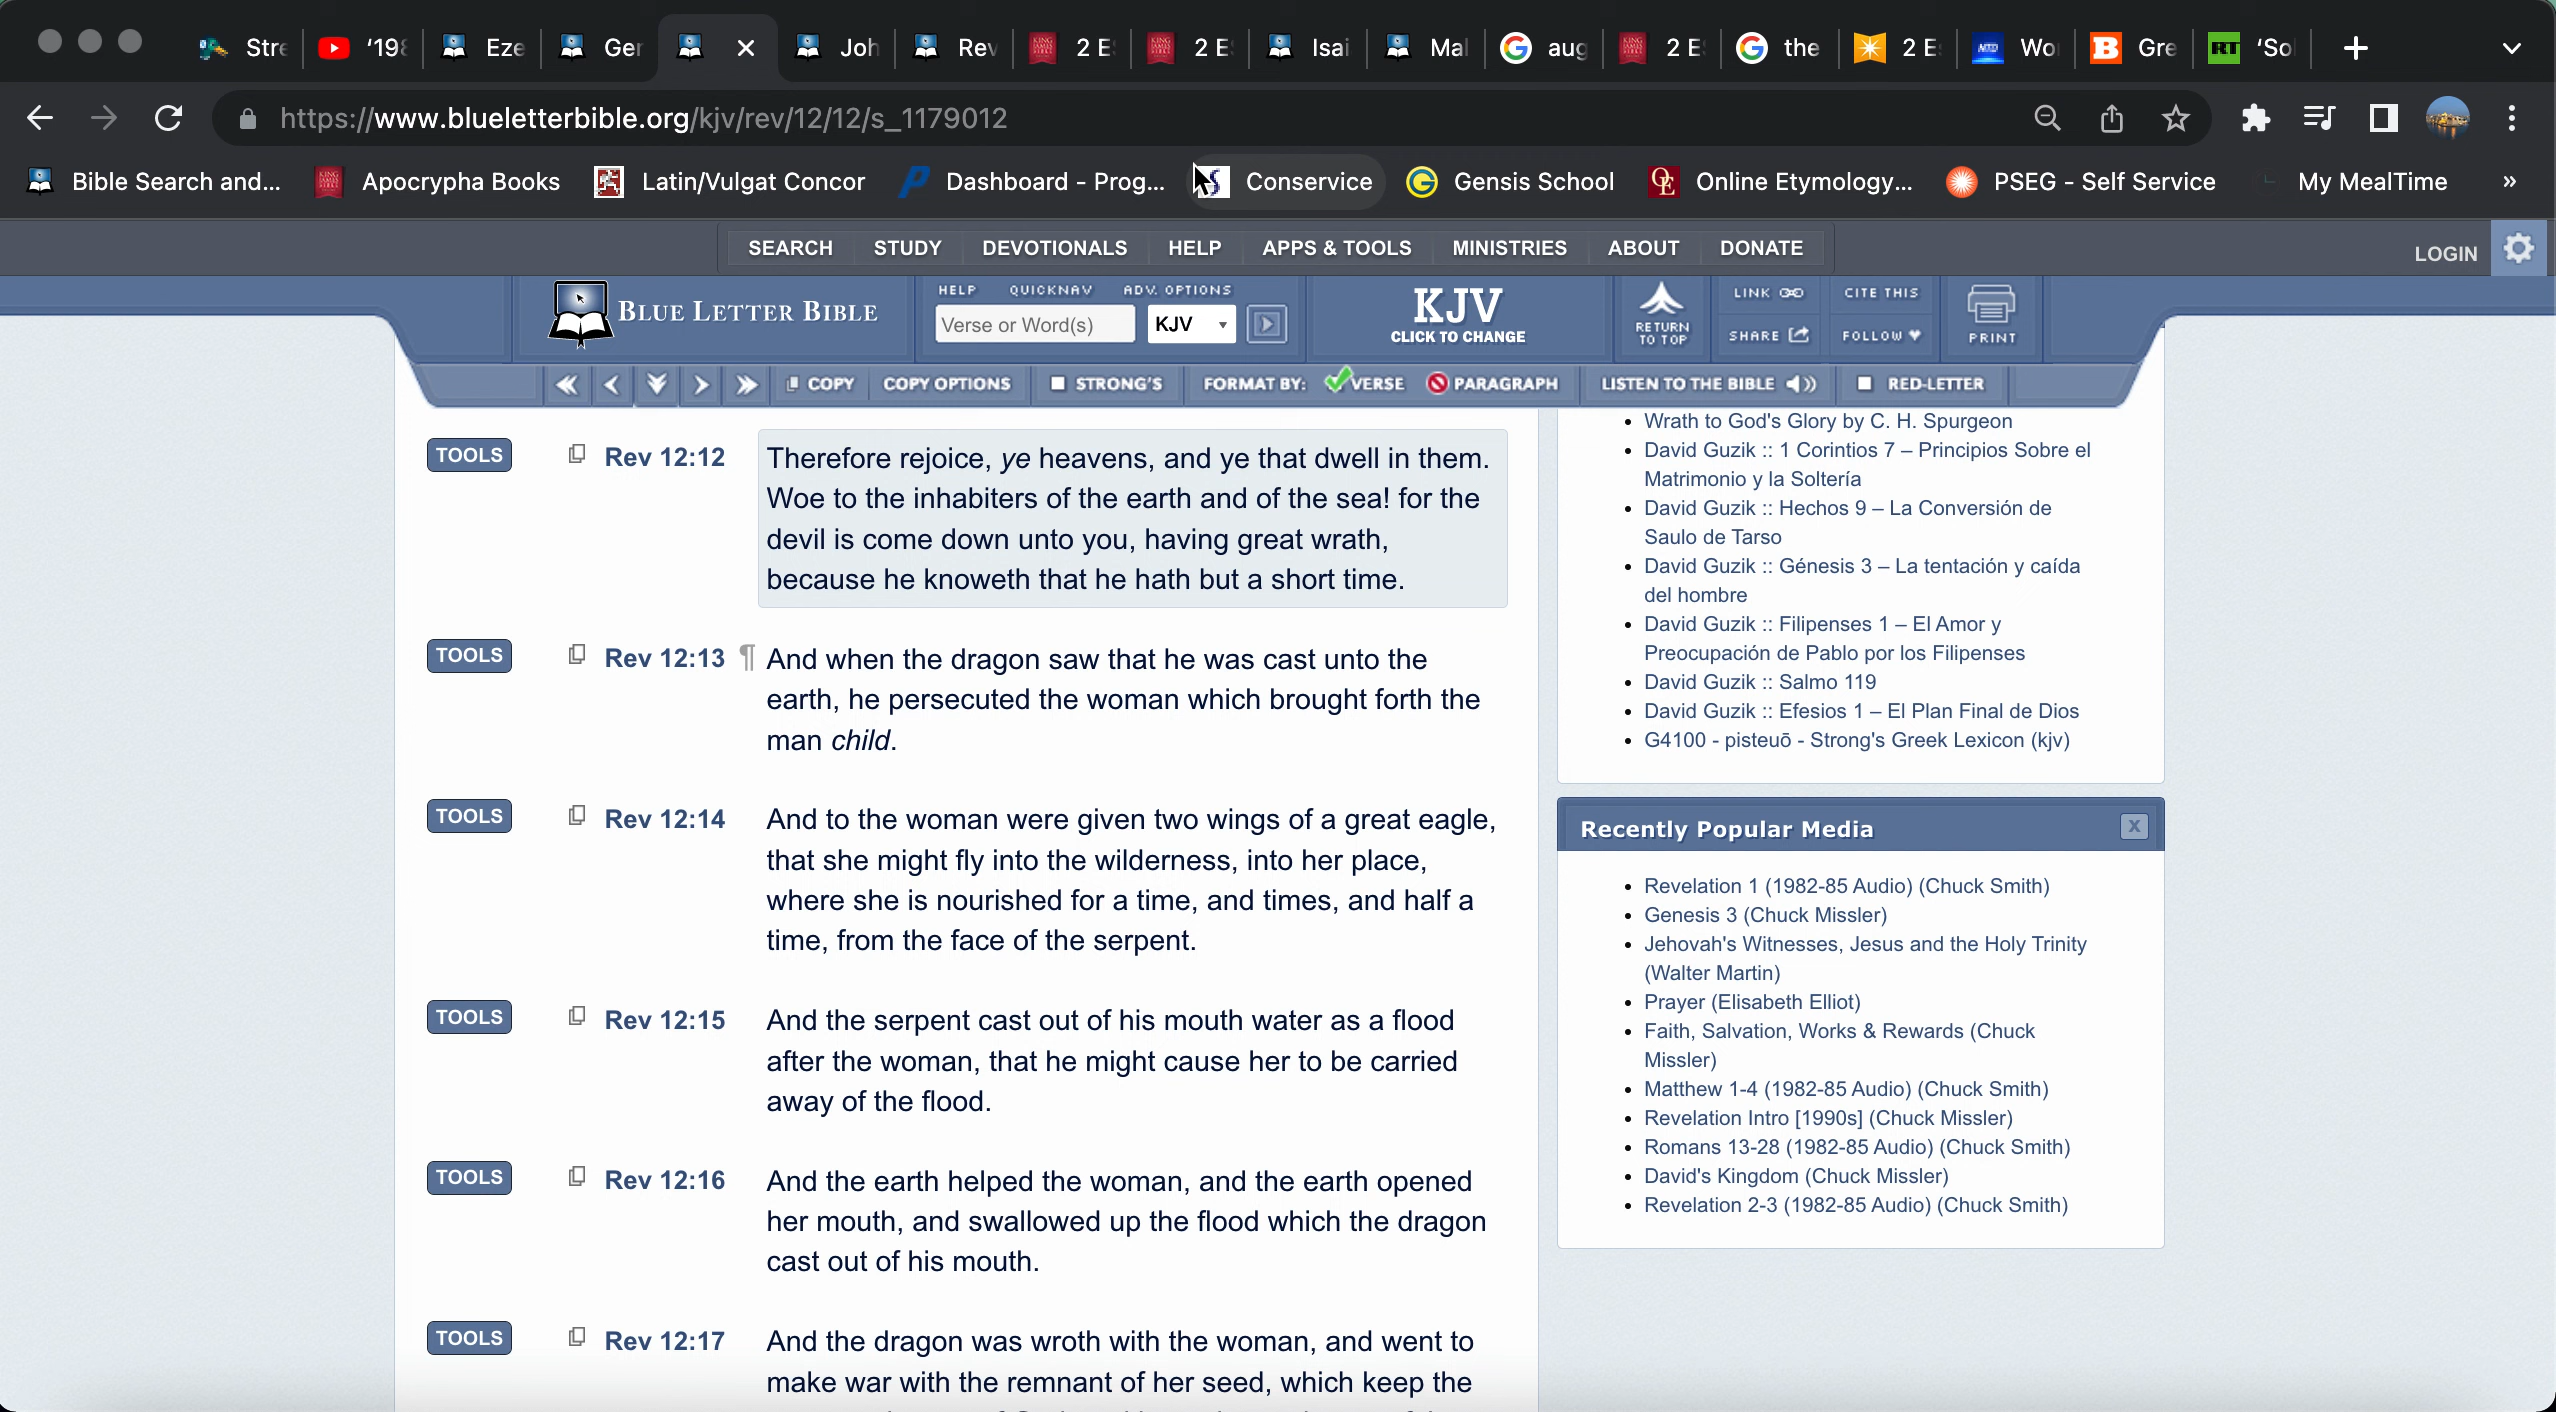 Stre
'198
Eze
Ger
Joh
Rev
2 E
2 E
Isai
Mal
aug
2 E
the
2 E
Wo
Gre
'So
https://www.blueletterbible.org/kjv/rev/12/12/s_1179012
Bible Search and...
Apocrypha Books
Latin/Vulgat Concor
Dashboard - Prog...
Conservice
Gensis School
Online Etymology...
PSEG - Self Service
My MealTime
»
SEARCH STUDY DEVOTIONALS HELP APPS & TOOLS MINISTRIES ABOUT DONATE
LOGIN
BLUE LETTER BIBLE
HELP QUICKNAV ADV. OPTIONS
Verse or Word(s) KJV
KJV
CLICK TO CHANGE
RETURN
TO TOP
LINK
CITE THIS
SHARE
FOLLOW
PRINT
COPY COPY OPTIONS STRONG'S FORMAT BY: VERSE PARAGRAPH LISTEN TO THE BIBLE RED-LETTER
TOOLS Rev 12:12 Therefore rejoice, ye heavens, and ye that dwell in them.
Woe to the inhabiters of the earth and of the sea! for the
devil is come down unto you, having great wrath,
because he knoweth that he hath but a short time.
TOOLS Rev 12:13 ¶ And when the dragon saw that he was cast unto the
earth, he persecuted the woman which brought forth the
man child.
TOOLS Rev 12:14 And to the woman were given two wings of a great eagle,
that she might fly into the wilderness, into her place,
where she is nourished for a time, and times, and half a
time, from the face of the serpent.
TOOLS Rev 12:15 And the serpent cast out of his mouth water as a flood
after the woman, that he might cause her to be carried
away of the flood.
TOOLS Rev 12:16 And the earth helped the woman, and the earth opened
her mouth, and swallowed up the flood which the dragon
cast out of his mouth.
TOOLS Rev 12:17 And the dragon was wroth with the woman, and went to
make war with the remnant of her seed, which keep the
Wrath to God's Glory by C. H. Spurgeon
David Guzik :: 1 Corintios 7 – Principios Sobre el
Matrimonio y la Soltería
David Guzik :: Hechos 9 – La Conversión de
Saulo de Tarso
David Guzik :: Génesis 3 – La tentación y caída
del hombre
David Guzik :: Filipenses 1 – El Amor y
Preocupación de Pablo por los Filipenses
David Guzik :: Salmo 119
David Guzik :: Efesios 1 – El Plan Final de Dios
G4100 - pisteuō - Strong's Greek Lexicon (kjv)
Recently Popular Media
x
Revelation 1 (1982-85 Audio) (Chuck Smith)
Genesis 3 (Chuck Missler)
Jehovah's Witnesses, Jesus and the Holy Trinity
(Walter Martin)
Prayer (Elisabeth Elliot)
Faith, Salvation, Works & Rewards (Chuck
Missler)
Matthew 1-4 (1982-85 Audio) (Chuck Smith)
Revelation Intro [1990s] (Chuck Missler)
Romans 13-28 (1982-85 Audio) (Chuck Smith)
David's Kingdom (Chuck Missler)
Revelation 2-3 (1982-85 Audio) (Chuck Smith)